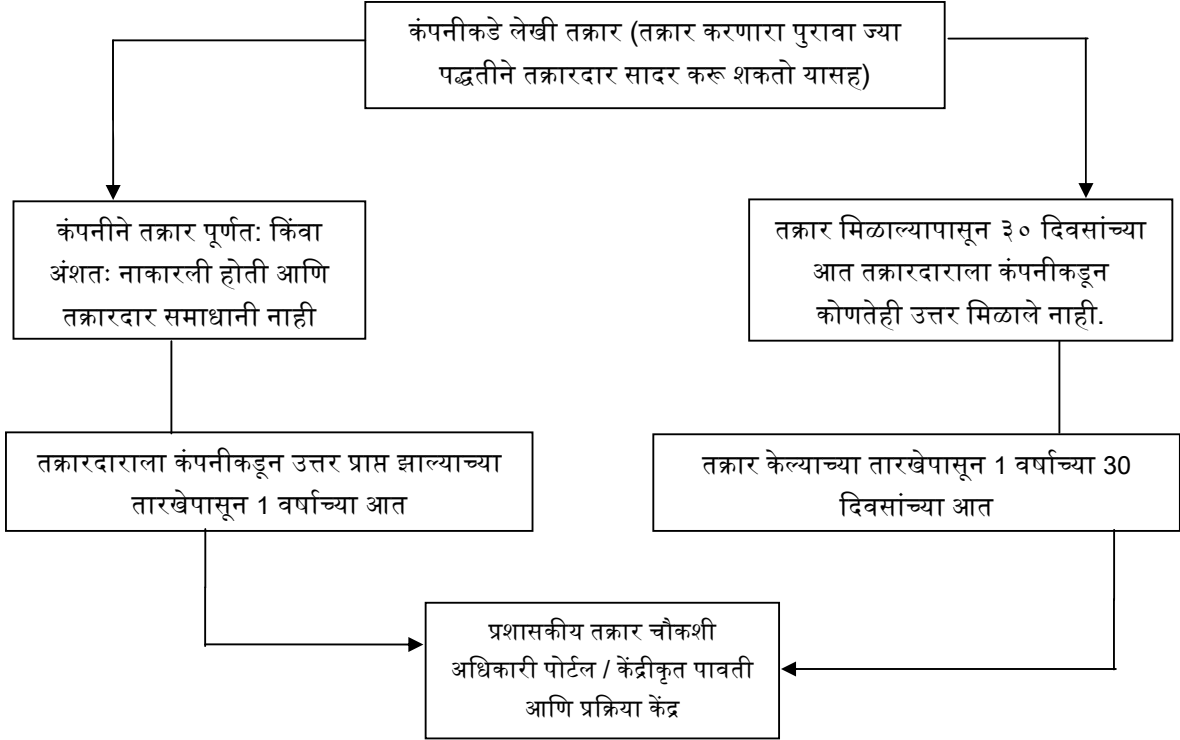 कंपनीकडे लेखी तक्रार (तक्रार करणारा पुरावा ज्या
पद्धतीने तक्रारदार सादर करू शकतो यासह)
कंपनीने तक्रार पूर्णत: किंवा
अंशतः नाकारली होती आणि
तक्रारदार समाधानी नाही
तक्रार मिळाल्यापासून ३० दिवसांच्या
आत तक्रारदाराला कंपनीकडून
कोणतेही उत्तर मिळाले नाही.
तक्रारदाराला कंपनीकडून उत्तर प्राप्त झाल्याच्या
तारखेपासून 1 वर्षाच्या आत
तक्रार केल्याच्या तारखेपासून 1 वर्षाच्या 30
दिवसांच्या आत
प्रशासकीय तक्रार चौकशी
अधिकारी पोर्टल / केंद्रीकृत पावती
आणि प्रक्रिया केंद्र